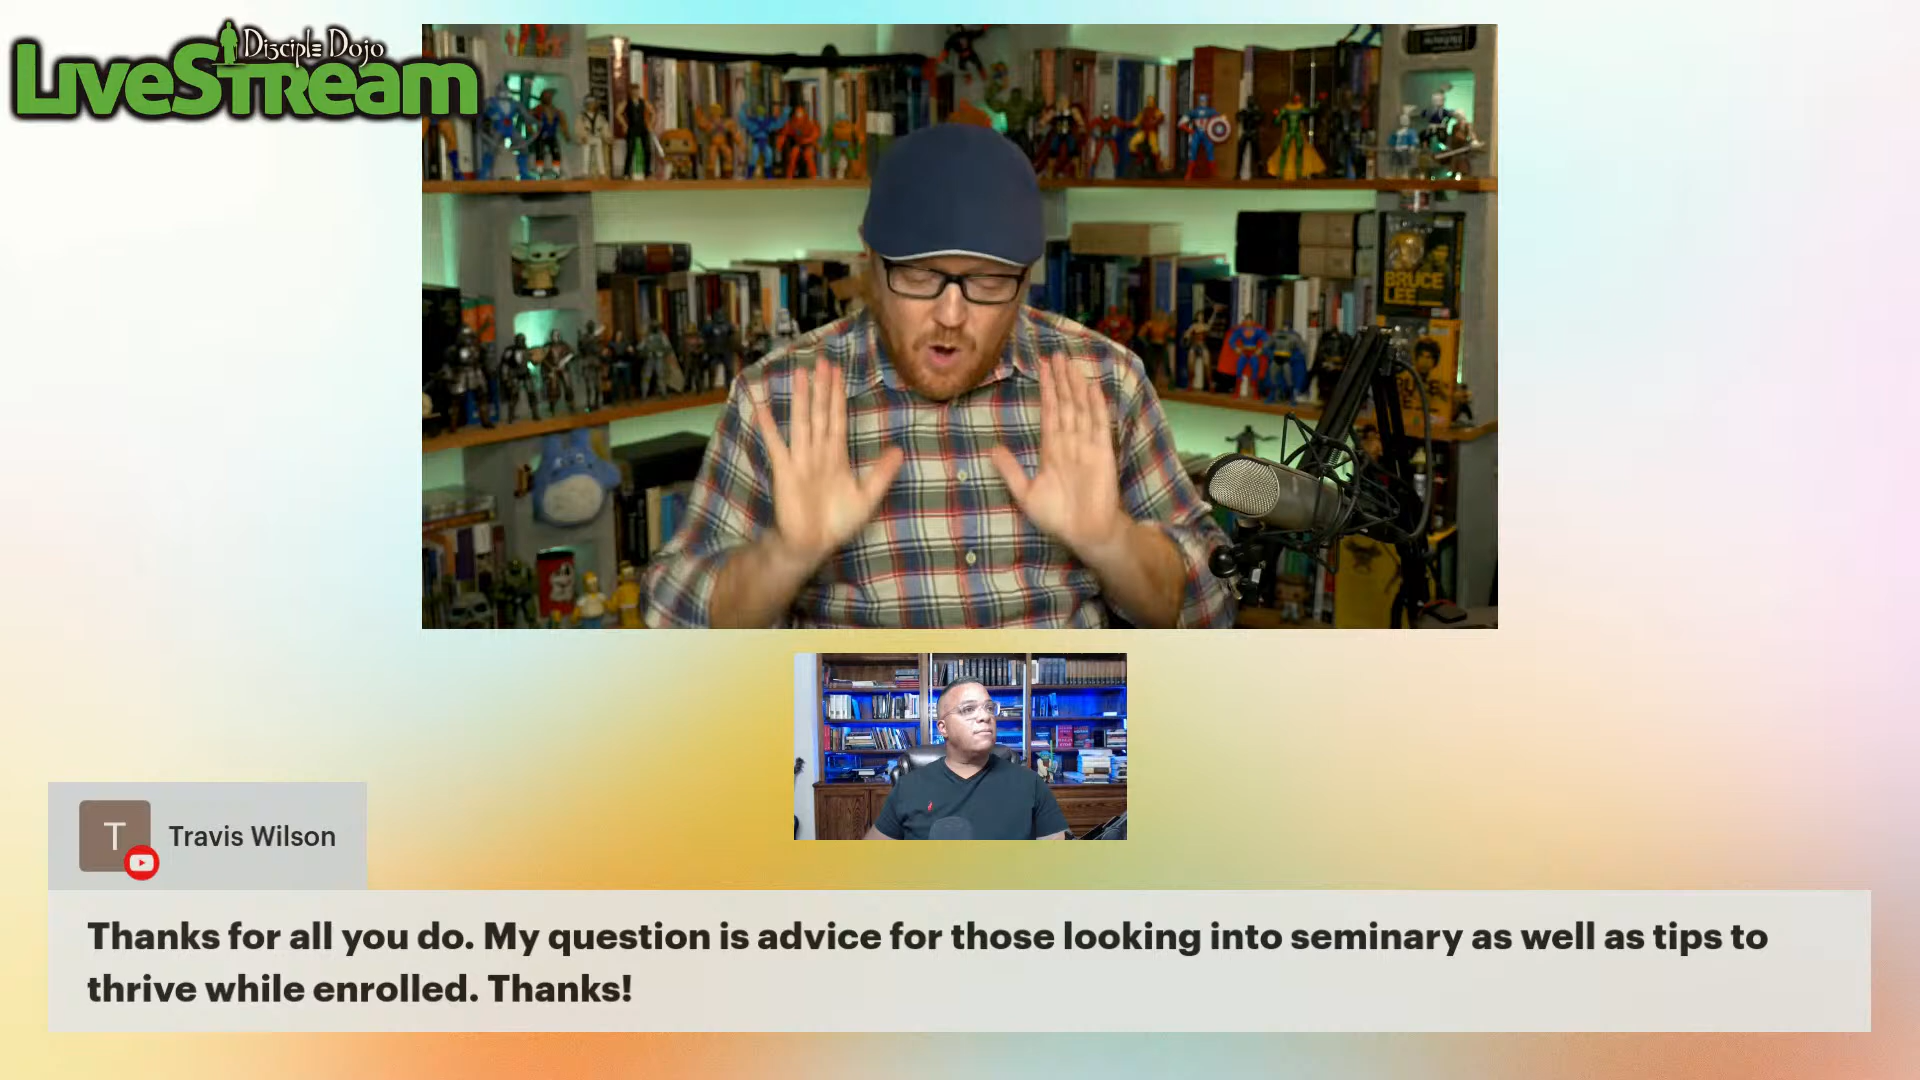 Disciple Dojo
LiveStream
BRUCE
LEE
T
Travis Wilson
Thanks for all you do. My question is advice for those looking into seminary as well as tips to
thrive while enrolled. Thanks!